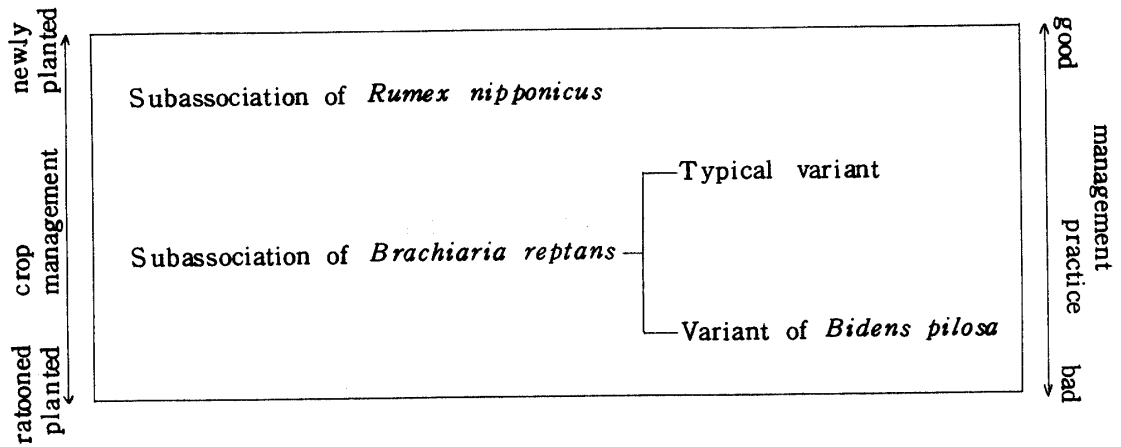 newly
planted
crop
management
ratooned
planted
Subassociation of Rumex nipponicus
Subassociation of Brachiaria reptans
Typical variant
Variant of Bidens pilosa
good
management
practice
bad